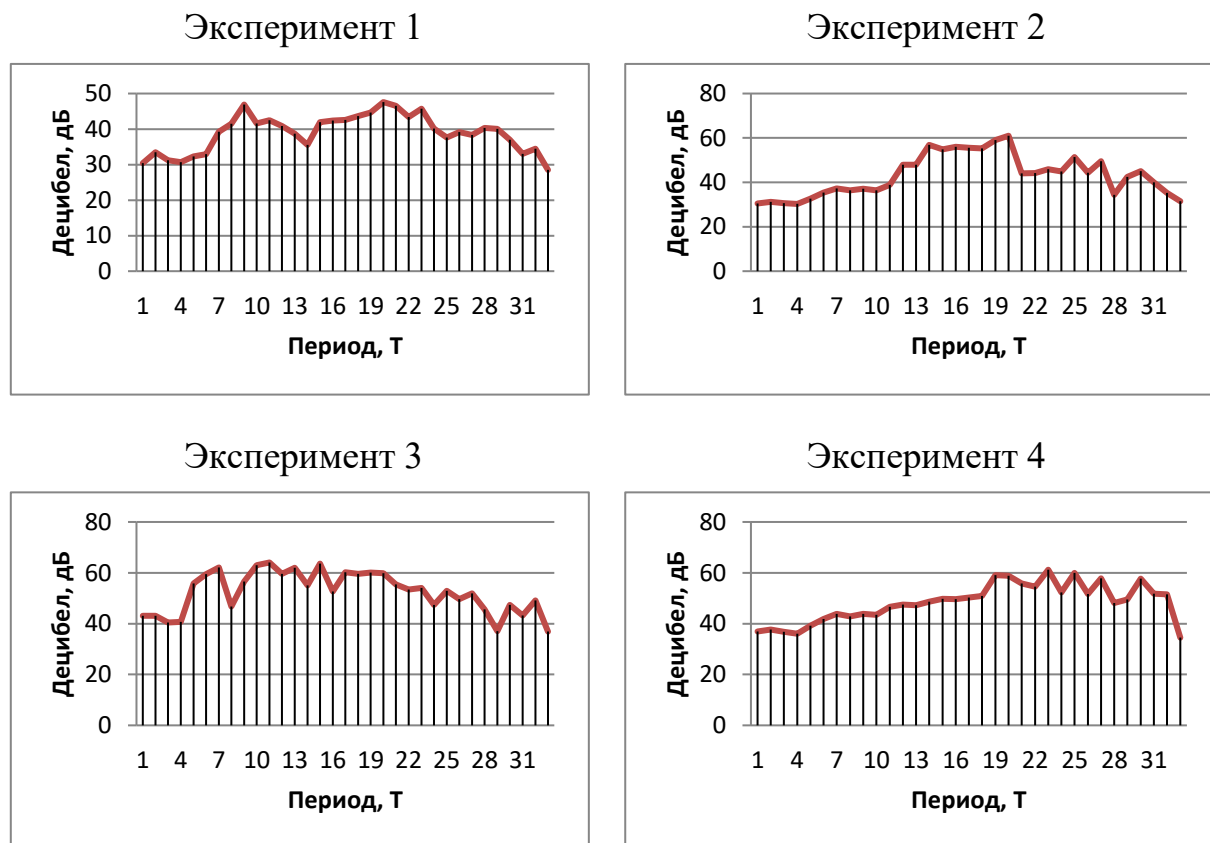 Эксперимент 1
Децибел, дБ
50
40
30
20
10
0
1 4 7 10 13 16 19 22 25 28 31
Период, Т
Эксперимент 2
Децибел, дБ
80
60
40
20
0
1 4 7 10 13 16 19 22 25 28 31
Период, Т
Эксперимент 3
Децибел, дБ
80
60
40
20
0
1 4 7 10 13 16 19 22 25 28 31
Период, Т
Эксперимент 4
Децибел, дБ
80
60
40
20
0
1 4 7 10 13 16 19 22 25 28 31
Период, Т